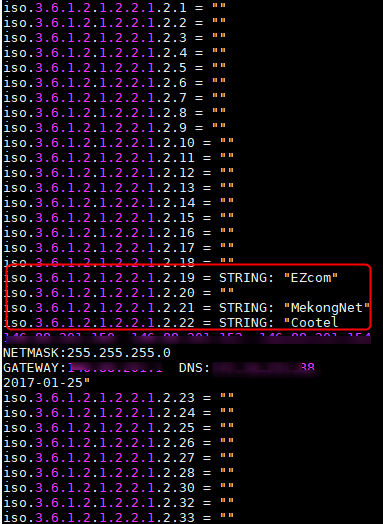 iso.3.6.1.2.1.2.2.1.2.1 = ""
iso.3.6.1.2.1.2.2.1.2.2 = ""
iso.3.6.1.2.1.2.2.1.2.3 = ""
iso.3.6.1.2.1.2.2.1.2.4 = ""
iso.3.6.1.2.1.2.2.1.2.5 = ""
iso.3.6.1.2.1.2.2.1.2.6 = ""
iso.3.6.1.2.1.2.2.1.2.7 = ""
iso.3.6.1.2.1.2.2.1.2.8 = ""
iso.3.6.1.2.1.2.2.1.2.9 = ""
iso.3.6.1.2.1.2.2.1.2.10 = ""
iso.3.6.1.2.1.2.2.1.2.11 = ""
iso.3.6.1.2.1.2.2.1.2.12 = ""
iso.3.6.1.2.1.2.2.1.2.13 = ""
iso.3.6.1.2.1.2.2.1.2.14 = ""
iso.3.6.1.2.1.2.2.1.2.15 = ""
iso.3.6.1.2.1.2.2.1.2.16 = ""
iso.3.6.1.2.1.2.2.1.2.17 = ""
iso.3.6.1.2.1.2.2.1.2.18 = ""
iso.3.6.1.2.1.2.2.1.2.19 = STRING: "EZcom"
iso.3.6.1.2.1.2.2.1.2.20 = ""
iso.3.6.1.2.1.2.2.1.2.21 = STRING: "MekongNet"
iso.3.6.1.2.1.2.2.1.2.22 = STRING: "Cootel
NETMASK:255.255.255.0
GATEWAY: DNS:
2017-01-25"
iso.3.6.1.2.1.2.2.1.2.23 = ""
iso.3.6.1.2.1.2.2.1.2.24 = ""
iso.3.6.1.2.1.2.2.1.2.25 = ""
iso.3.6.1.2.1.2.2.1.2.26 = ""
iso.3.6.1.2.1.2.2.1.2.27 = ""
iso.3.6.1.2.1.2.2.1.2.28 = ""
iso.3.6.1.2.1.2.2.1.2.30 = ""
iso.3.6.1.2.1.2.2.1.2.32 = ""
iso.3.6.1.2.1.2.2.1.2.33 = ""